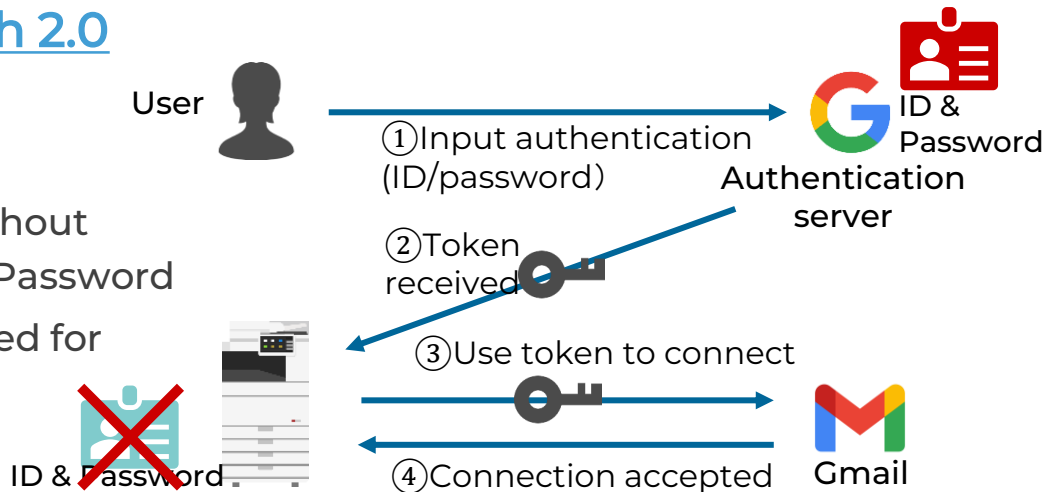 h 2.0
User
①Input authentication
(ID/password）
ID &
Password
Authentication
server
hout
Password
ed for
②Token
received
③Use token to connect
ID & Password
④Connection accepted
Gmail